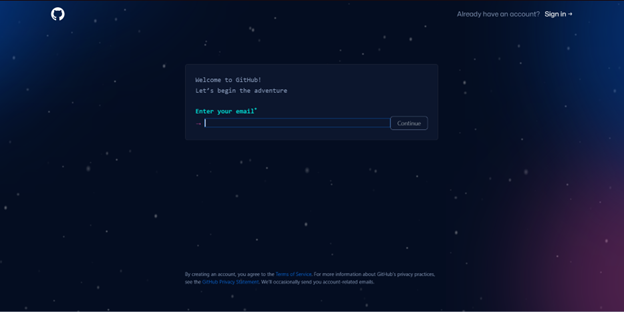 Already have an account? Sign in →
Welcome to GitHub!
Let's begin the adventure
Enter your email*
→
Continue
By creating an account, you agree to the Terms of Service. For more information about GitHub's privacy practices,
see the GitHub Privacy Statement. We'll occasionally send you account-related emails.